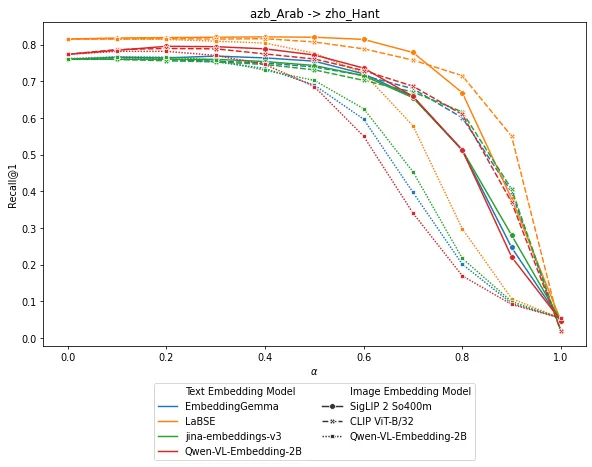 azb_Arab -> zho_Hant
Recall@1
0.8
0.7
0.6
0.5
0.4
0.3
0.2
0.1
0.0
0.0 0.2 0.4 0.6 0.8 1.0
α
Text Embedding Model Image Embedding Model
EmbeddingGemma SigLIP 2 So400m
LaBSE CLIP ViT-B/32
jina-embeddings-v3 Qwen-VL-Embedding-2B
Qwen-VL-Embedding-2B